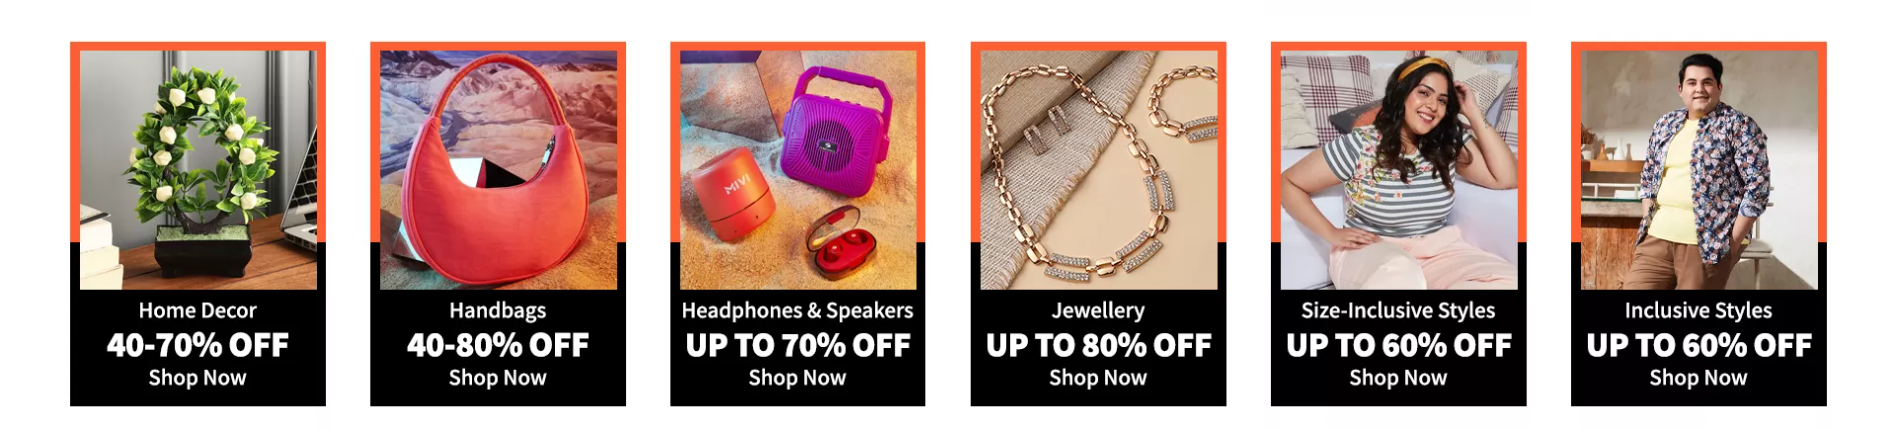 MIVI
Home Decor
40-70% OFF
Shop Now
Handbags
40-80% OFF
Shop Now
Headphones & Speakers
UP TO 70% OFF
Shop Now
Jewellery
UP TO 80% OFF
Shop Now
Size-Inclusive Styles
UP TO 60% OFF
Shop Now
Inclusive Styles
UP TO 60% OFF
Shop Now